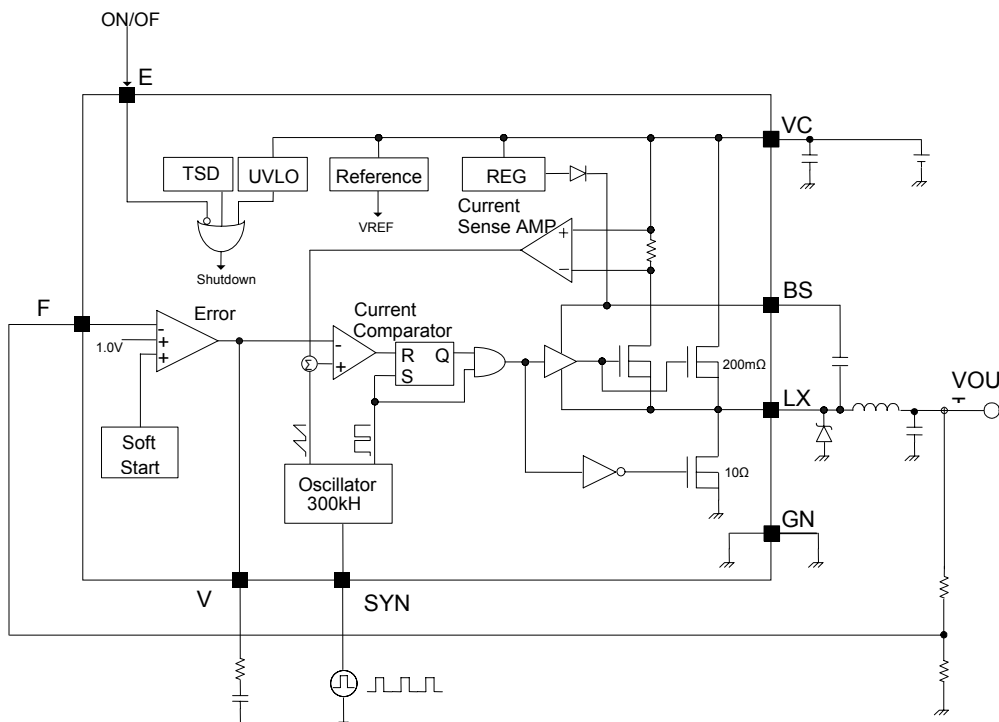 ON/OF
E
VC
TSD
UVLO
Reference
REG
VREF
Current
Sense AMP
Shutdown
BS
F
Error
1.0V
-
+
+
Current
Comparator
-
+
+
−
Σ
R
Q
S
200mΩ
LX
VOU
Soft
Start
Oscillator
300kH
10Ω
GN
V
SYN